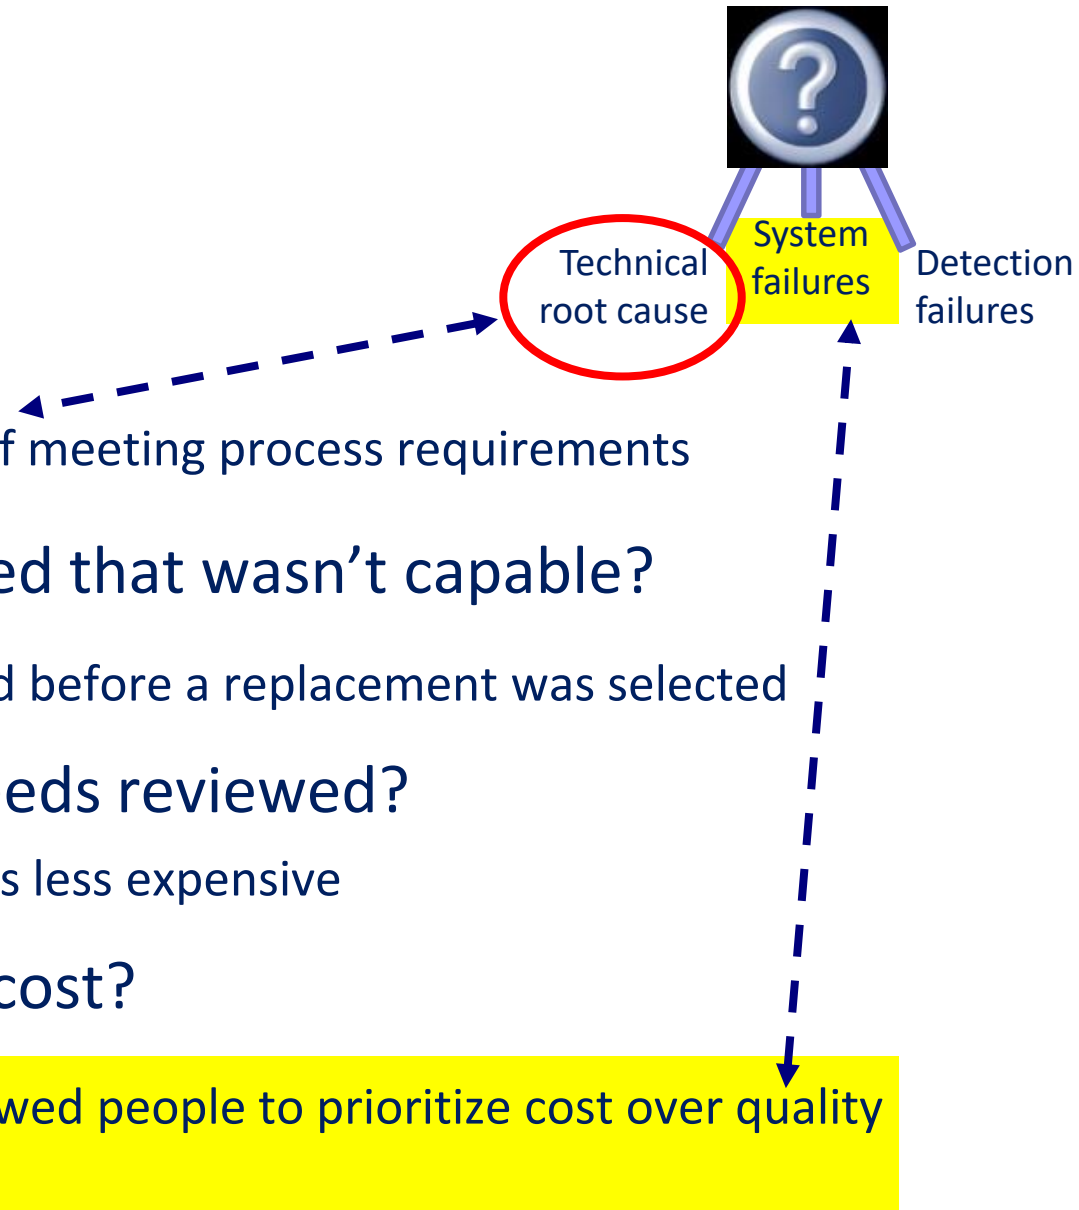 ?
Technical
root cause
System
failures
Detection
failures
f meeting process requirements
ed that wasn’t capable?
d before a replacement was selected
eeds reviewed?
s less expensive
cost?
wed people to prioritize cost over quality